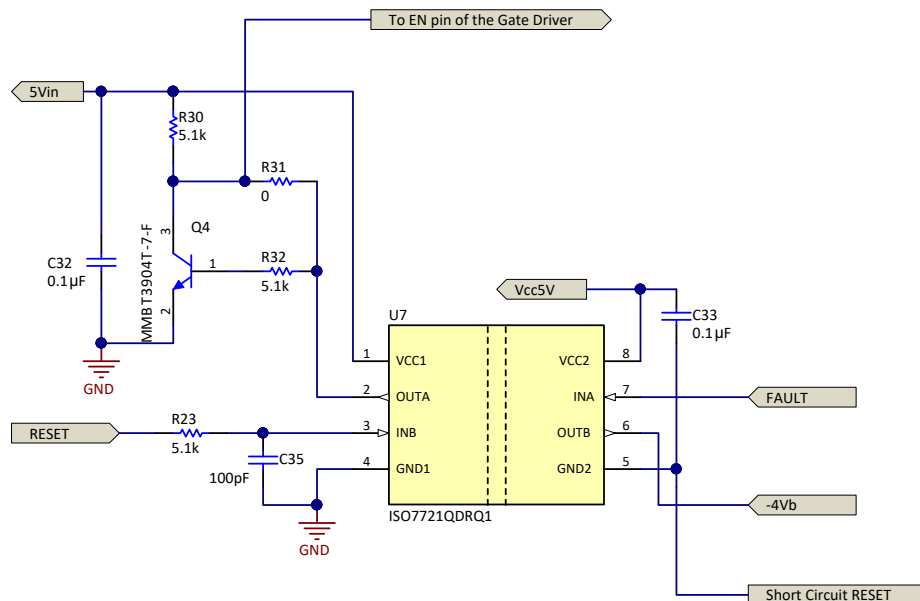 To EN pin of the Gate Driver
5Vin
R30
5.1k
R31
0
3
Q4
MMBT3904T-7-F
1
R32
5.1k
C32
0.1µF
2
GND
Vcc5V
C33
0.1µF
U7
1
VCC1
VCC2
8
2
OUTA
INA
7
FAULT
RESET
R23
5.1k
3
INB
OUTB
6
C35
100pF
4
GND1
GND2
5
-4Vb
ISO7721QDRQ1
GND
Short Circuit RESET